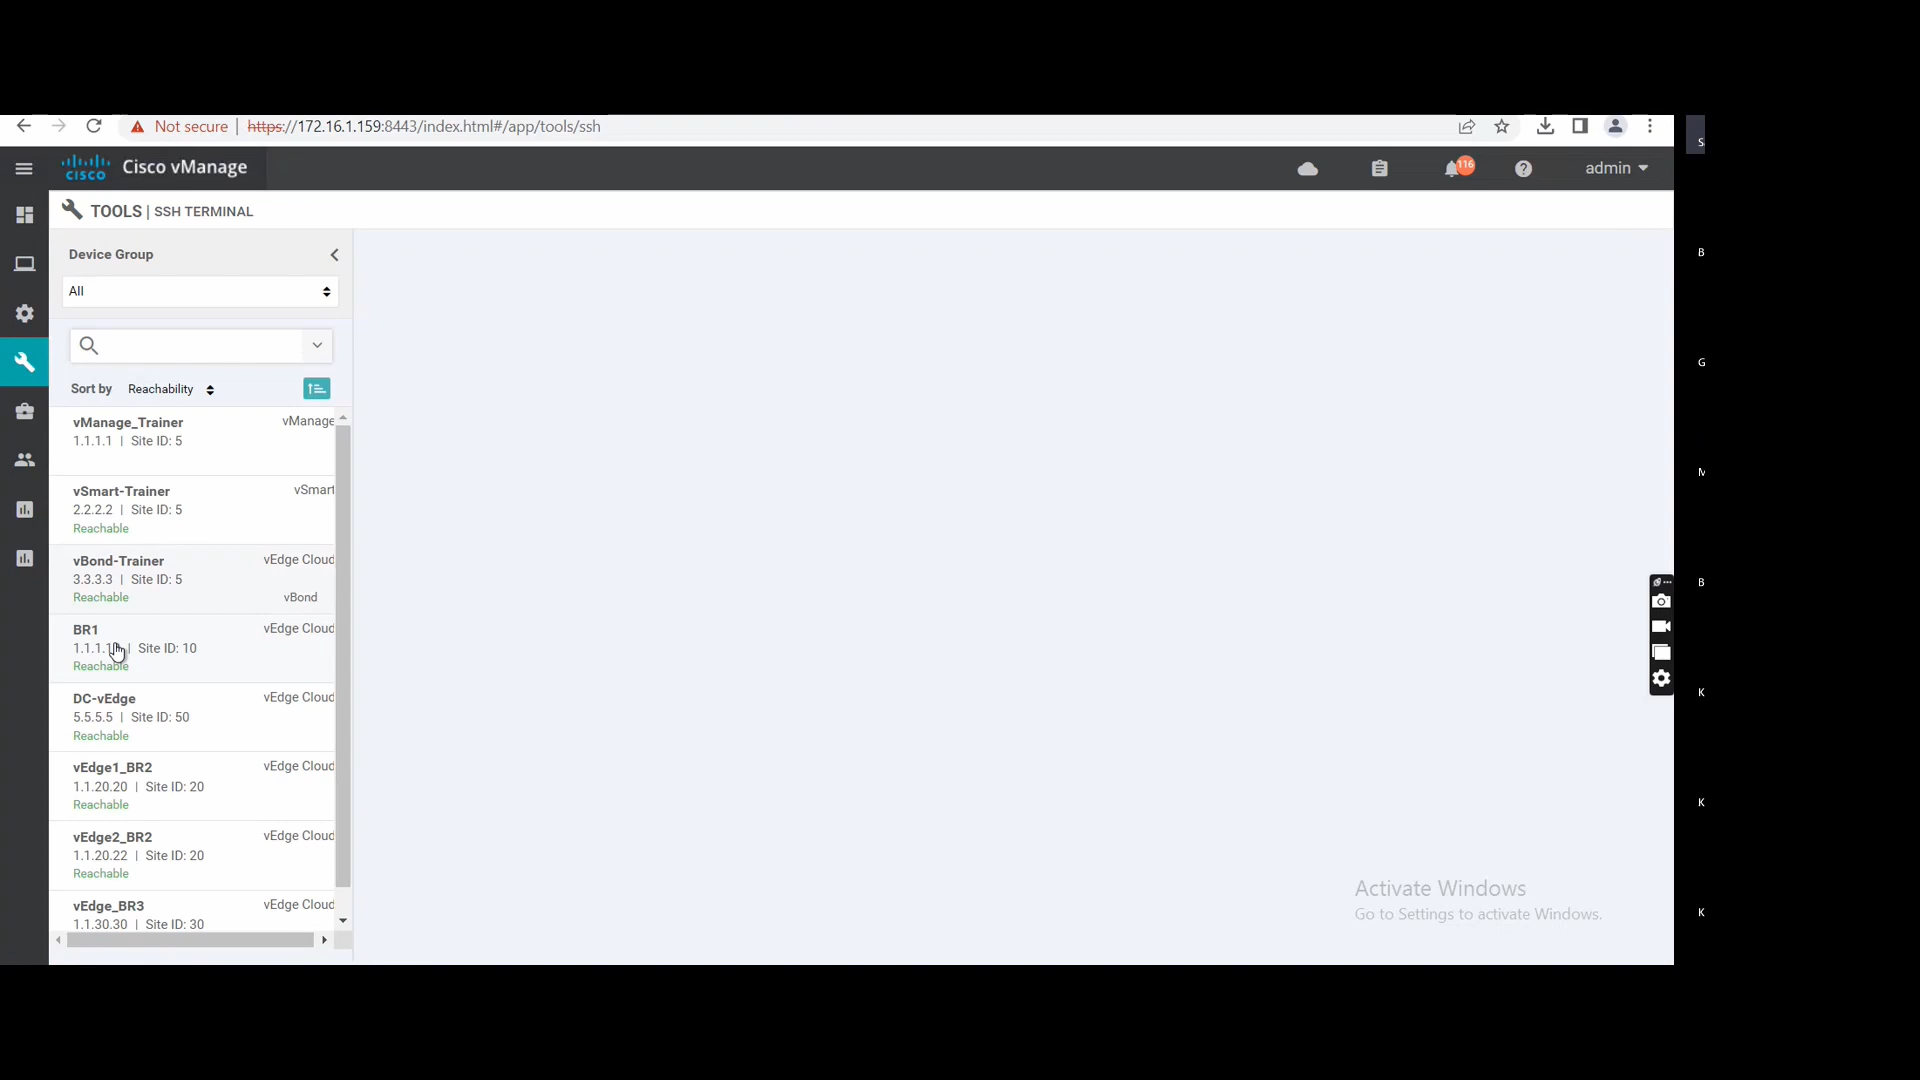 Not secure | https://172.16.1.159:8443/index.html#/app/tools/ssh
CISCO Cisco vManage 116 admin
TOOLS | SSH TERMINAL
Device Group
All
Sort by Reachability
vManage_Trainer vManage
1.1.1.1 | Site ID: 5
vSmart-Trainer vSmart
2.2.2.2 | Site ID: 5
Reachable
vBond-Trainer vEdge Cloud
3.3.3.3 | Site ID: 5
Reachable vBond
BR1 vEdge Cloud
Site ID: 10
Reachable
DC-vEdge vEdge Cloud
5.5.5.5 | Site ID: 50
Reachable
vEdge1_BR2 vEdge Cloud
1.1.20.20 | Site ID: 20
Reachable
vEdge2_BR2 vEdge Cloud
1.1.20.22 | Site ID: 20
Reachable
vEdge_BR3 vEdge Cloud
1.1.30.30 | Site ID: 30
Activate Windows
Go to Settings to activate Windows.
S
B
G
B
K
K
K